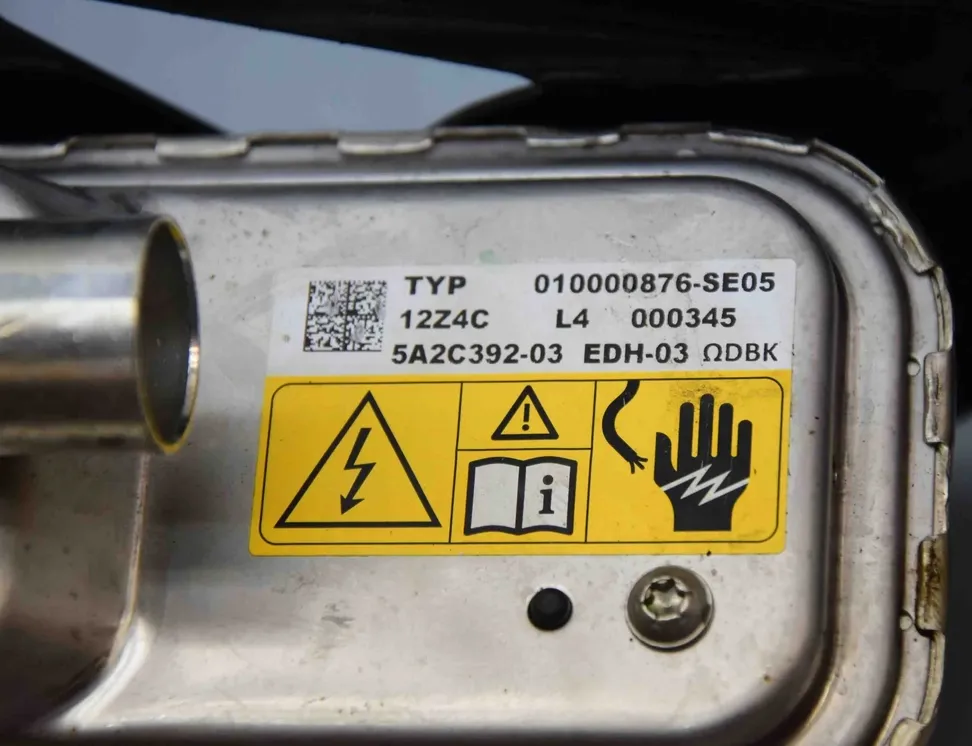 TYP 010000876-SE05
12Z4C L4 000345
5A2C392-03 EDH-03 ΩDBK
i